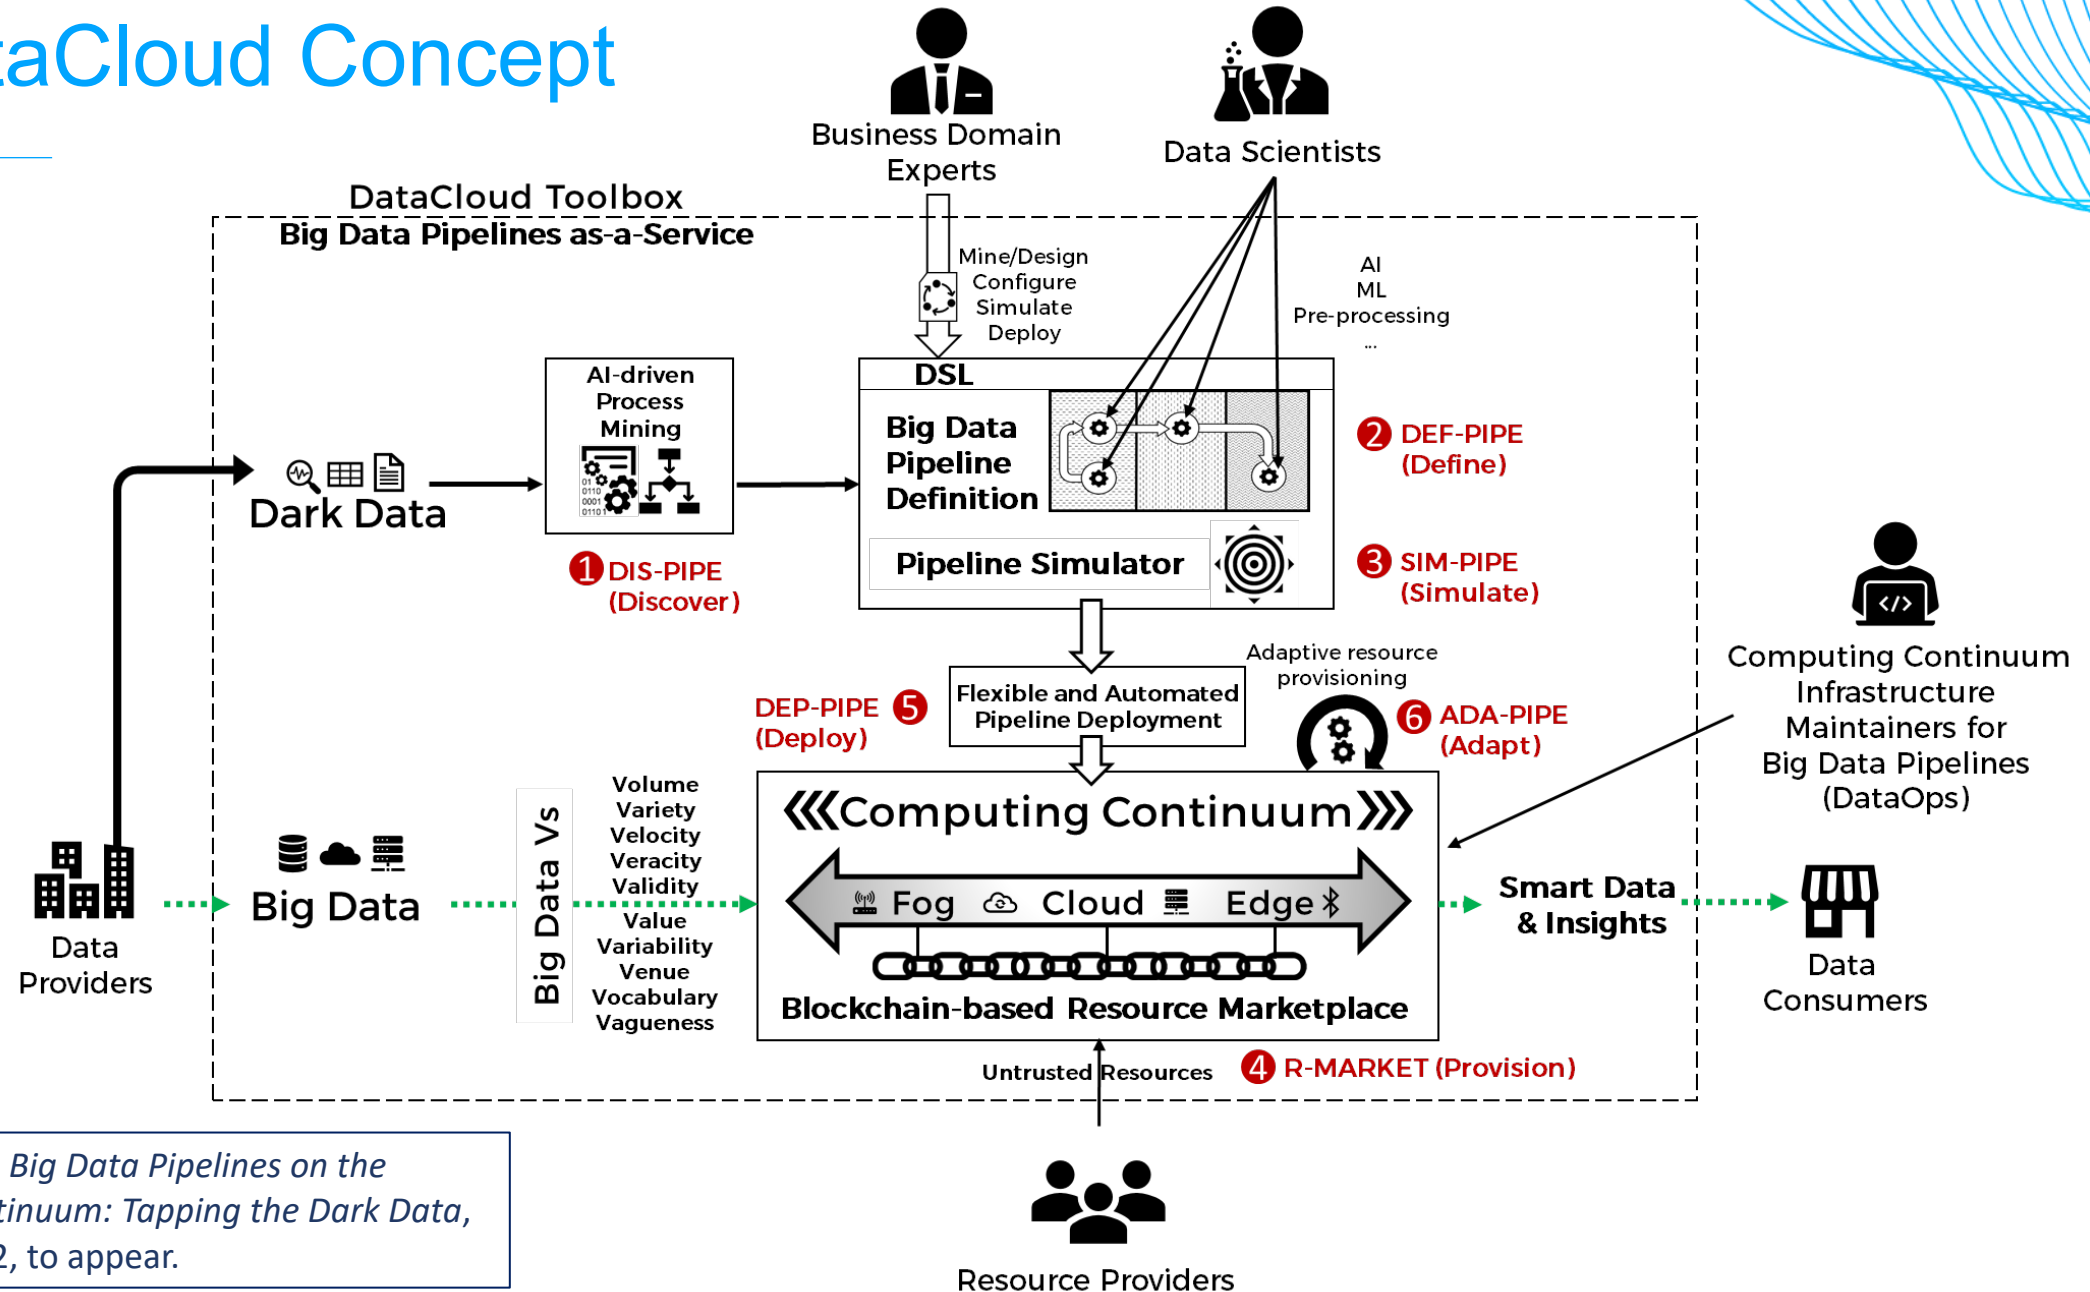 taCloud Concept
Business Domain
Experts
Data Scientists
DataCloud Toolbox
Big Data Pipelines as-a-Service
Mine/Design
Configure
Simulate
Deploy
AI
ML
Pre-processing
...
AI-driven
Process
Mining
01
0110
0001
01101
1 DIS-PIPE
(Discover)
Dark Data
DSL
Big Data
Pipeline
Definition
Pipeline Simulator
2 DEF-PIPE
(Define)
3 SIM-PIPE
(Simulate)
</>
Computing Continuum
Infrastructure
Maintainers for
Big Data Pipelines
(DataOps)
Adaptive resource
provisioning
Flexible and Automated
Pipeline Deployment
DEP-PIPE 5
(Deploy)
6 ADA-PIPE
(Adapt)
Data
Providers
Big Data
Big Data Vs
Volume
Variety
Velocity
Veracity
Validity
Value
Variability
Venue
Vocabulary
Vagueness
Computing Continuum
Fog Cloud Edge
Blockchain-based Resource Marketplace
Smart Data
& Insights
Data
Consumers
Untrusted Resources
4 R-MARKET (Provision)
Resource Providers
Big Data Pipelines on the
tinuum: Tapping the Dark Data,
2, to appear.